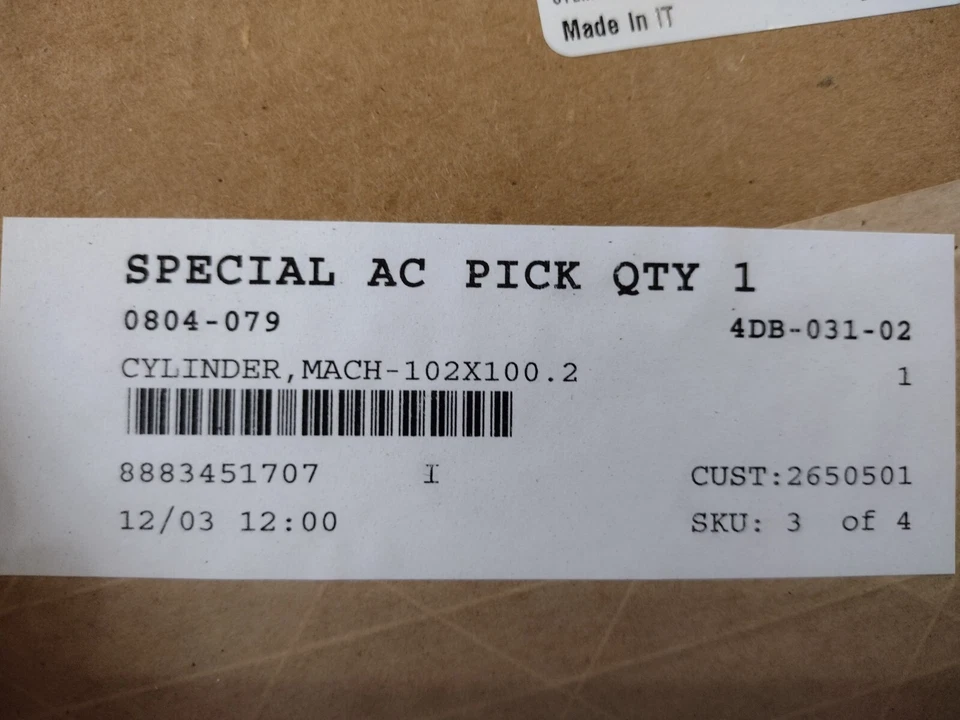 Made In IT
SPECIAL AC PICK QTY 1
0804-079 4DB-031-02
CYLINDER,MACH-102X100.2 1
8883451707 I CUST:2650501
12/03 12:00 SKU: 3 of 4